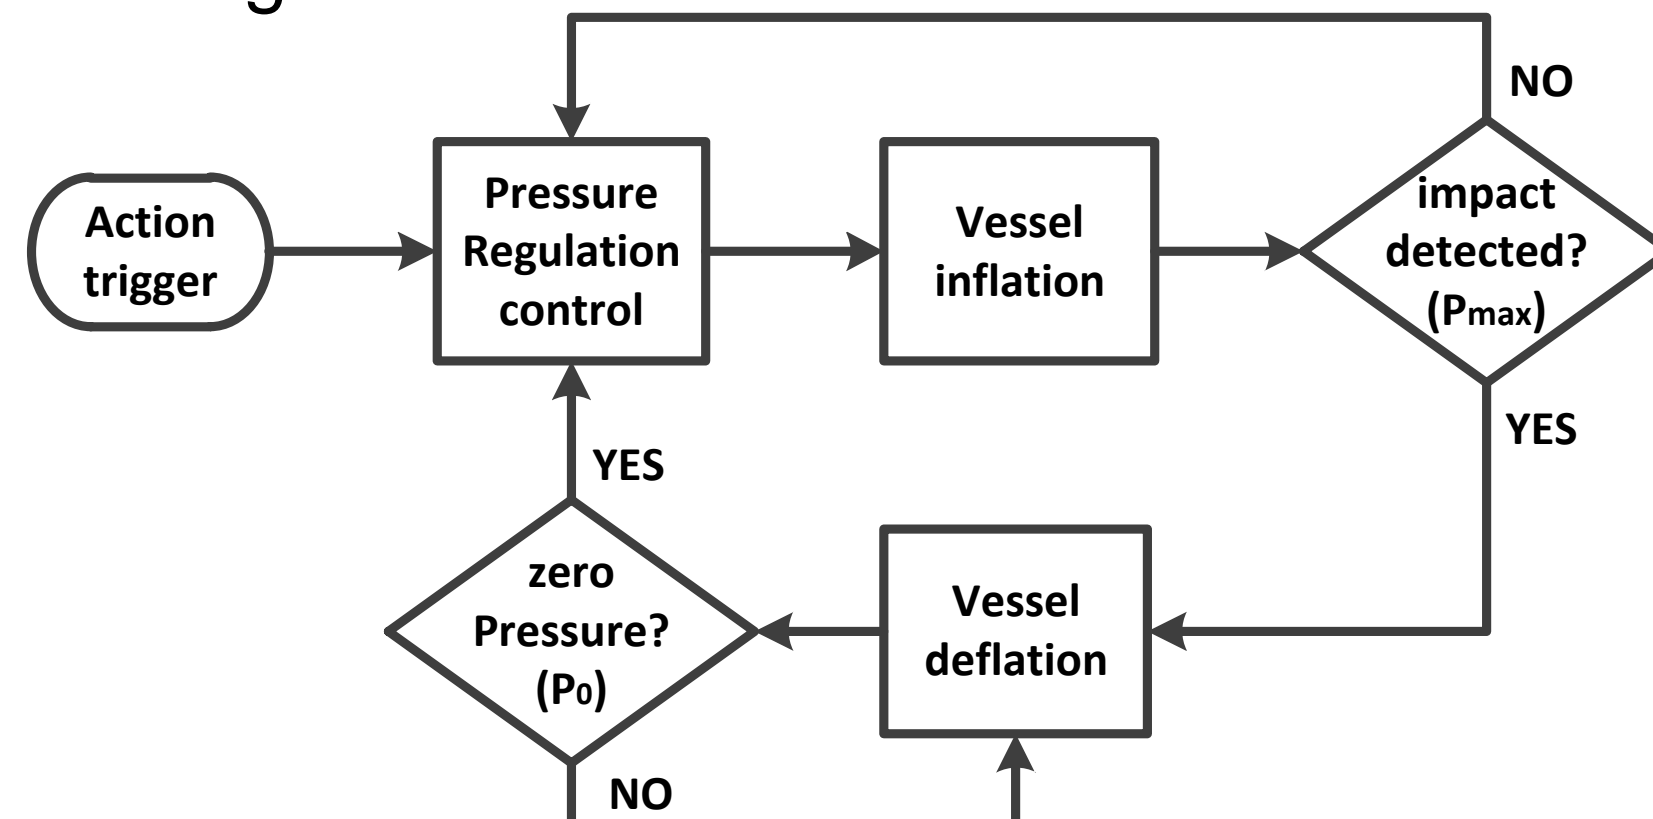 NO
Action
trigger
Pressure
Regulation
control
Vessel
inflation
impact
detected?
(Pmax)
YES
YES
zero
Pressure?
(P0)
Vessel
deflation
NO